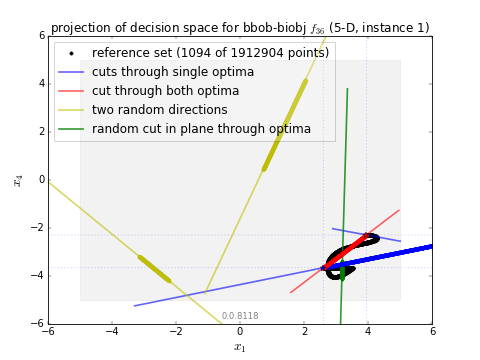 projection of decision space for bbob-biobj f₃₆ (5-D, instance 1)
reference set (1094 of 1912904 points)
cuts through single optima
cut through both optima
two random directions
random cut in plane through optima
6
4
2
0
−2
−4
−6
x₄
0.0.8118
−6 −4 −2 0 2 4 6
x₁